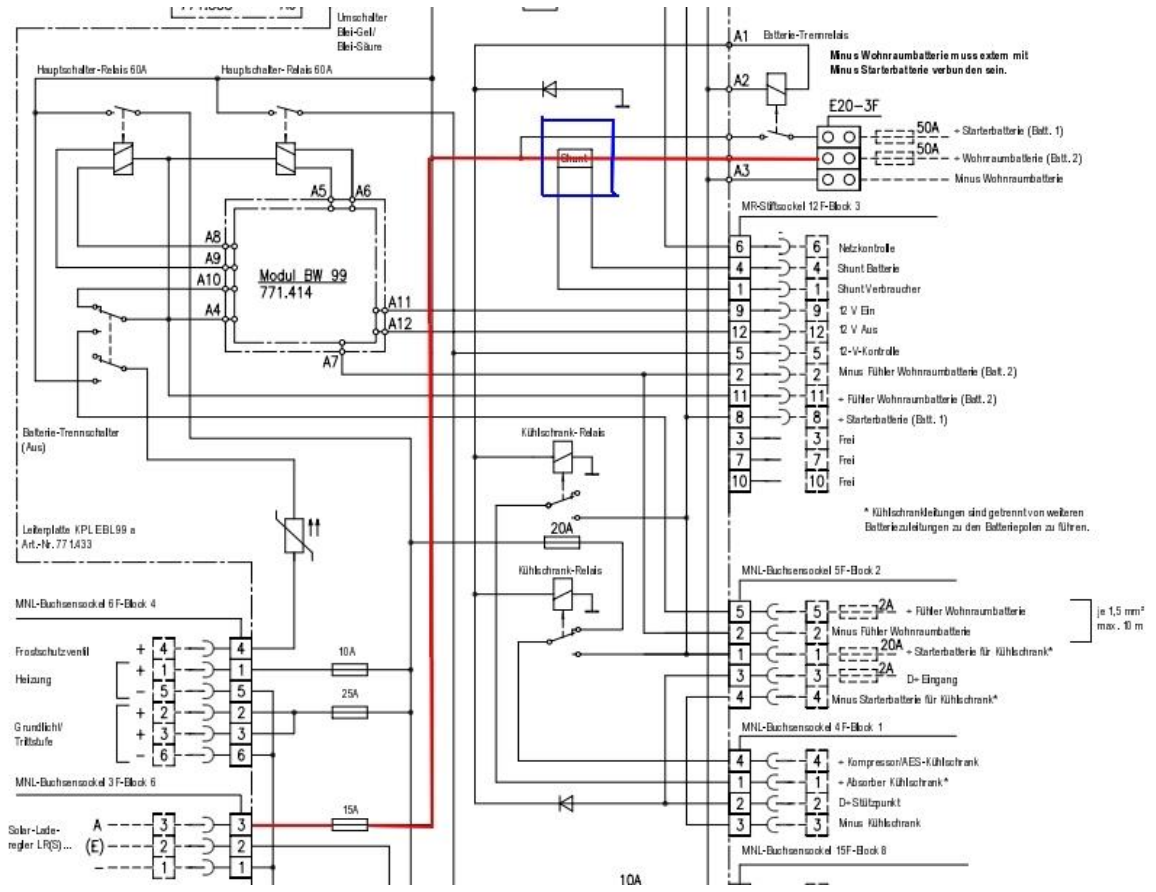 Umschalter
Blei-Gel/
Blei-Säure
Hauptschalter-Relais 60A
Hauptschalter-Relais 60A
A5
A6
A8
A9
A10
A4
Modul BW 99
771.414
A11
A12
A7
Batterie-Trennschalter
(Aus)
Leiterplatte KPL EBL 99 a
Art.-Nr. 771.433
MNL-Buchsensockel 6F-Block 4
Frostschutzventil
+ 4 4
Heizung
+ 1 1
10A
− 5 5
Grundlicht/
Trittstufe
+ 2 2
25A
+ 3 3
− 6 6
MNL-Buchsensockel 3F-Block 6
Solar-Lade-
regler LR(S)...
A 3 3
15A
(E) 2 2
− 1 1
Shunt
Kühlschrank-Relais
20A
Kühlschrank-Relais
10A
A1
Batterie-Trennrelais
A2
Minus Wohnraumbatterie muss extern mit
Minus Starterbatterie verbunden sein.
E20-3F
50A + Starterbatterie (Batt. 1)
50A + Wohnraumbatterie (Batt. 2)
A3
Minus Wohnraumbatterie
MR-Stiftsockel 12F-Block 3
6 6 Netzkontrolle
4 4 Shunt Batterie
1 1 Shunt Verbraucher
9 9 12 V Ein
12 12 12 V Aus
5 5 12-V-Kontrolle
2 2 Minus Fühler Wohnraumbatterie (Batt. 2)
11 11 + Fühler Wohnraumbatterie (Batt. 2)
8 8 + Starterbatterie (Batt. 1)
3 3 Frei
7 7 Frei
10 10 Frei
* Kühlschrankleitungen sind getrennt von weiteren
Batteriezuleitungen zu den Batteriepolen zu führen.
MNL-Buchsensockel 5F-Block 2
5 5 2A + Fühler Wohnraumbatterie
2 2 Minus Fühler Wohnraumbatterie
je 1,5 mm²
max. 10 m
1 1 20A + Starterbatterie für Kühlschrank*
3 3 2A D+ Eingang
4 4 Minus Starterbatterie für Kühlschrank*
MNL-Buchsensockel 4F-Block 1
4 4 + Kompressor/AES-Kühlschrank
1 1 + Absorber Kühlschrank*
2 2 D+ Stützpunkt
3 3 Minus Kühlschrank
MNL-Buchsensockel 15F-Block 8